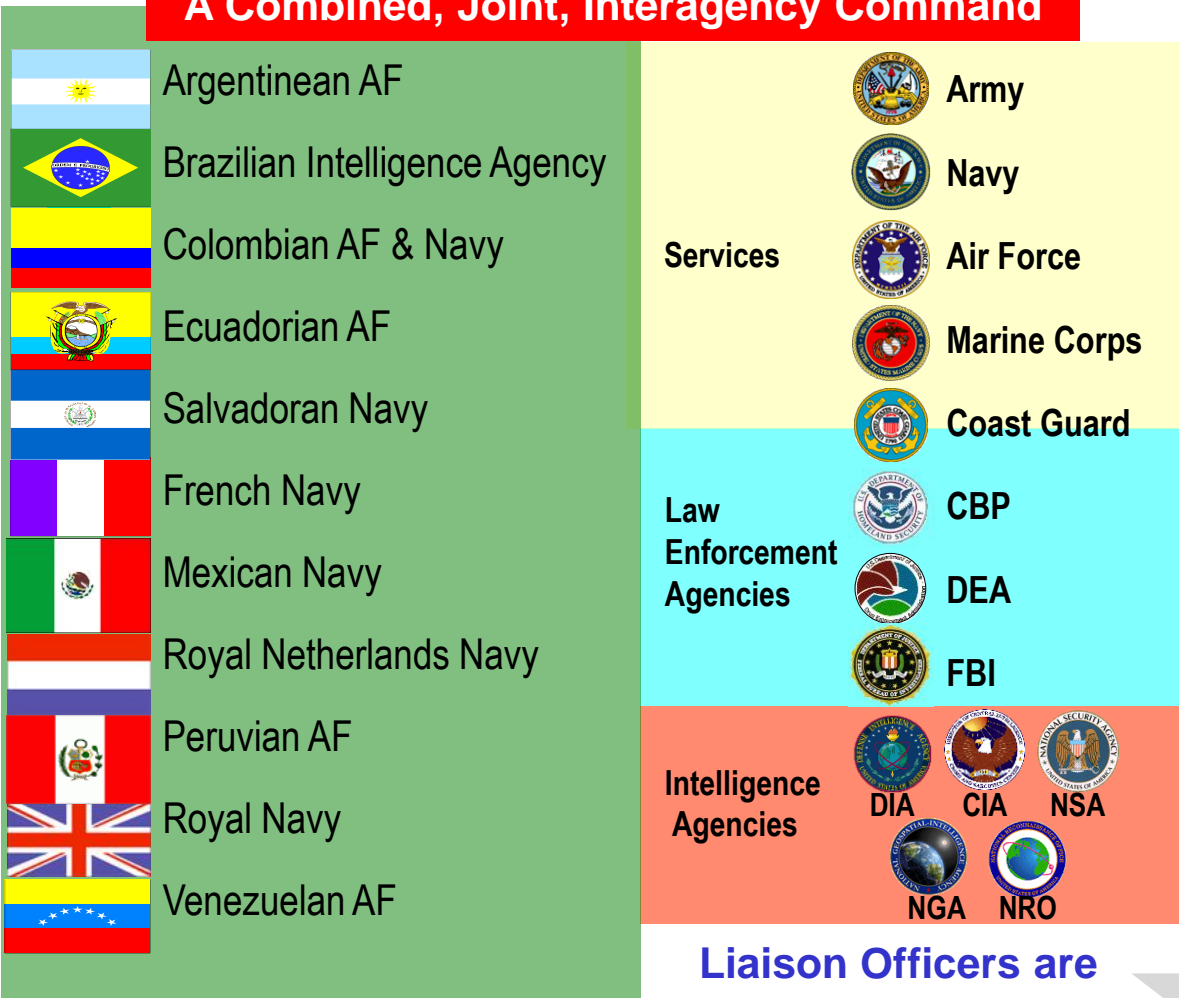 A Combined, Joint, Interagency Command
Argentinean AF
Brazilian Intelligence Agency
Colombian AF & Navy
Ecuadorian AF
Salvadoran Navy
French Navy
Mexican Navy
Royal Netherlands Navy
Peruvian AF
Royal Navy
Venezuelan AF
Services
Army
Navy
Air Force
Marine Corps
Coast Guard
Law
Enforcement
Agencies
CBP
DEA
FBI
Intelligence
Agencies
DIA CIA NSA
NGA NRO
Liaison Officers are